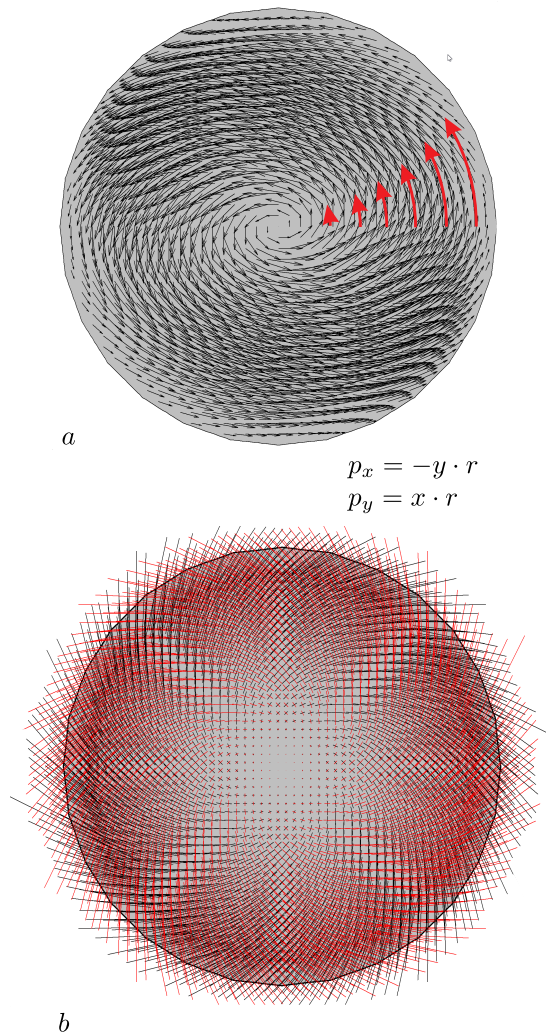 a
p_x = −y · r
p_y = x · r
b